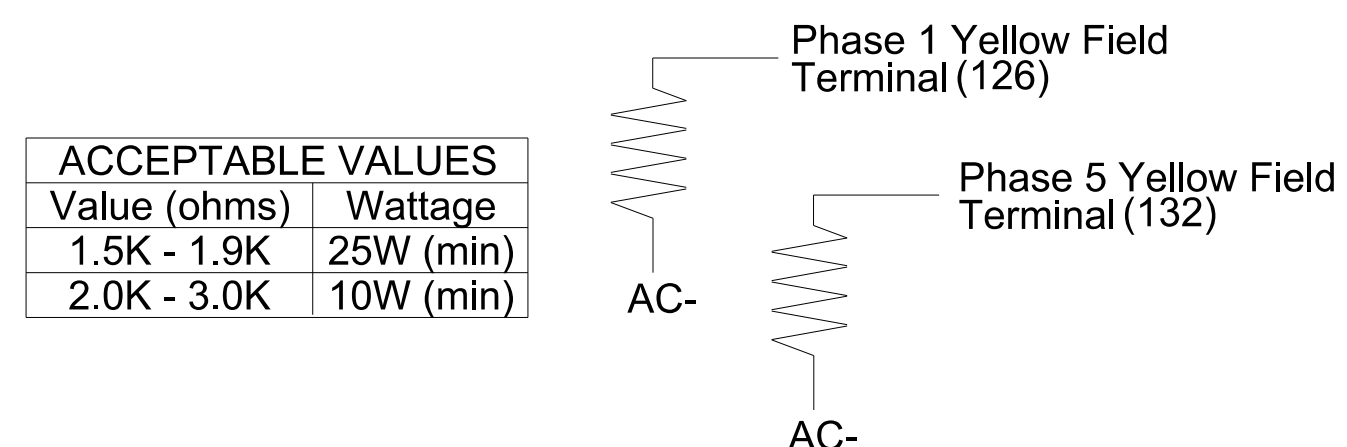 ACCEPTABLE VALUES
Value (ohms) Wattage
1.5K - 1.9K 25W (min)
2.0K - 3.0K 10W (min)
Phase 1 Yellow Field
Terminal (126)
AC-
Phase 5 Yellow Field
Terminal (132)
AC-